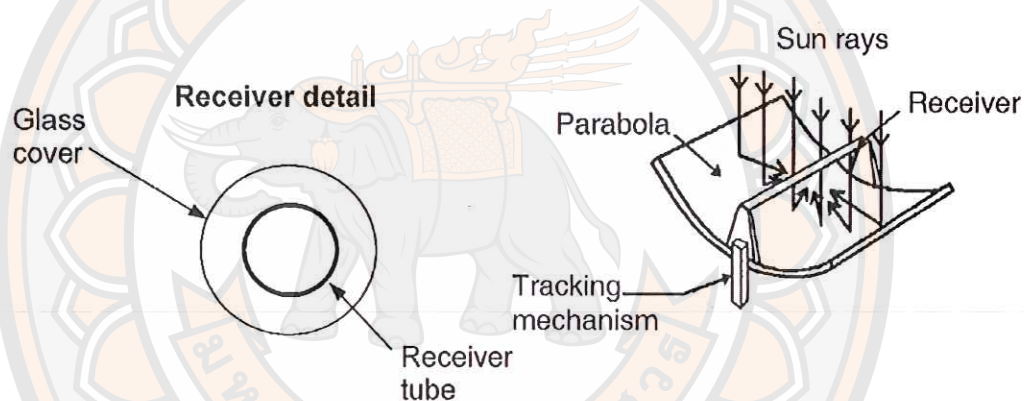 Sun rays
Receiver detail
Receiver
Glass
cover
Parabola
Tracking
mechanism
Receiver
tube